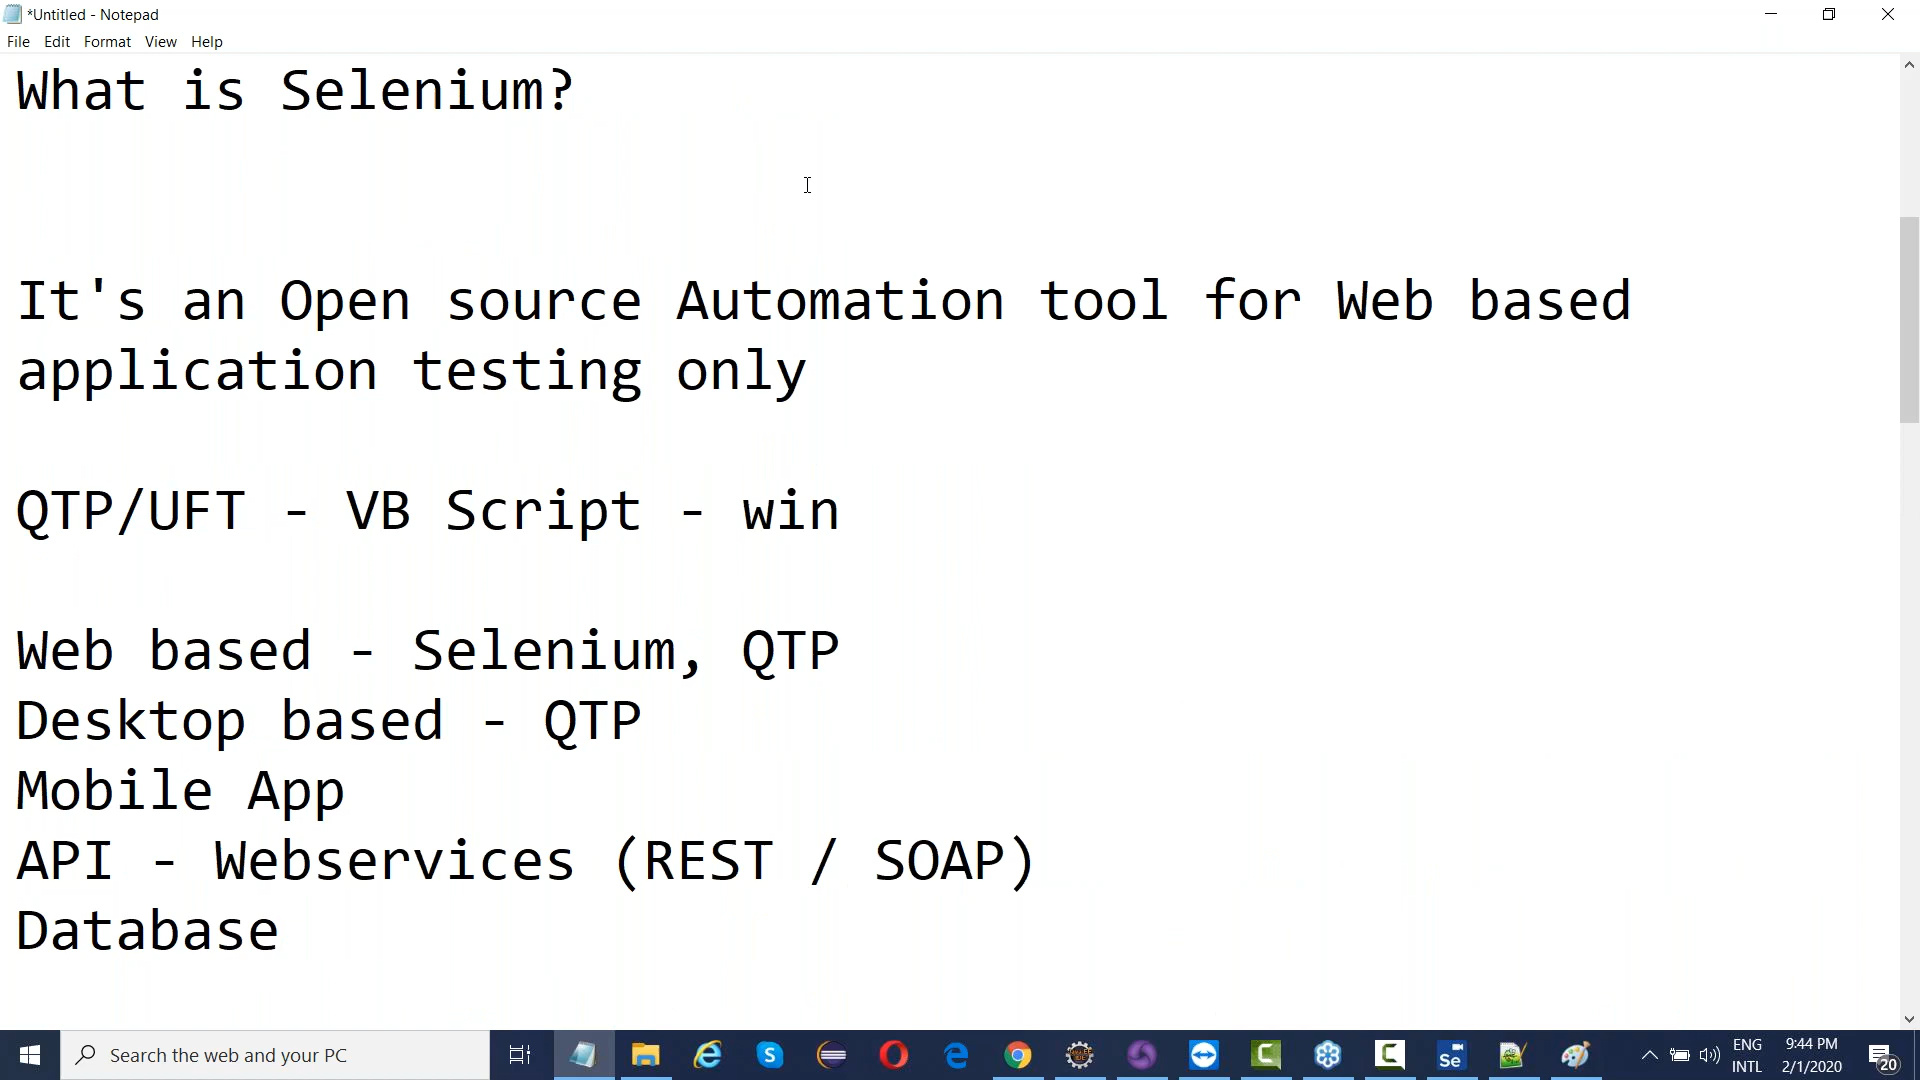 *Untitled - Notepad
File Edit Format View Help
What is Selenium?
It's an Open source Automation tool for Web based
application testing only
QTP/UFT - VB Script - win
Web based - Selenium, QTP
Desktop based - QTP
Mobile App
API - Webservices (REST / SOAP)
Database
Search the web and your PC
Se
ENG
INTL
9:44 PM
2/1/2020
20